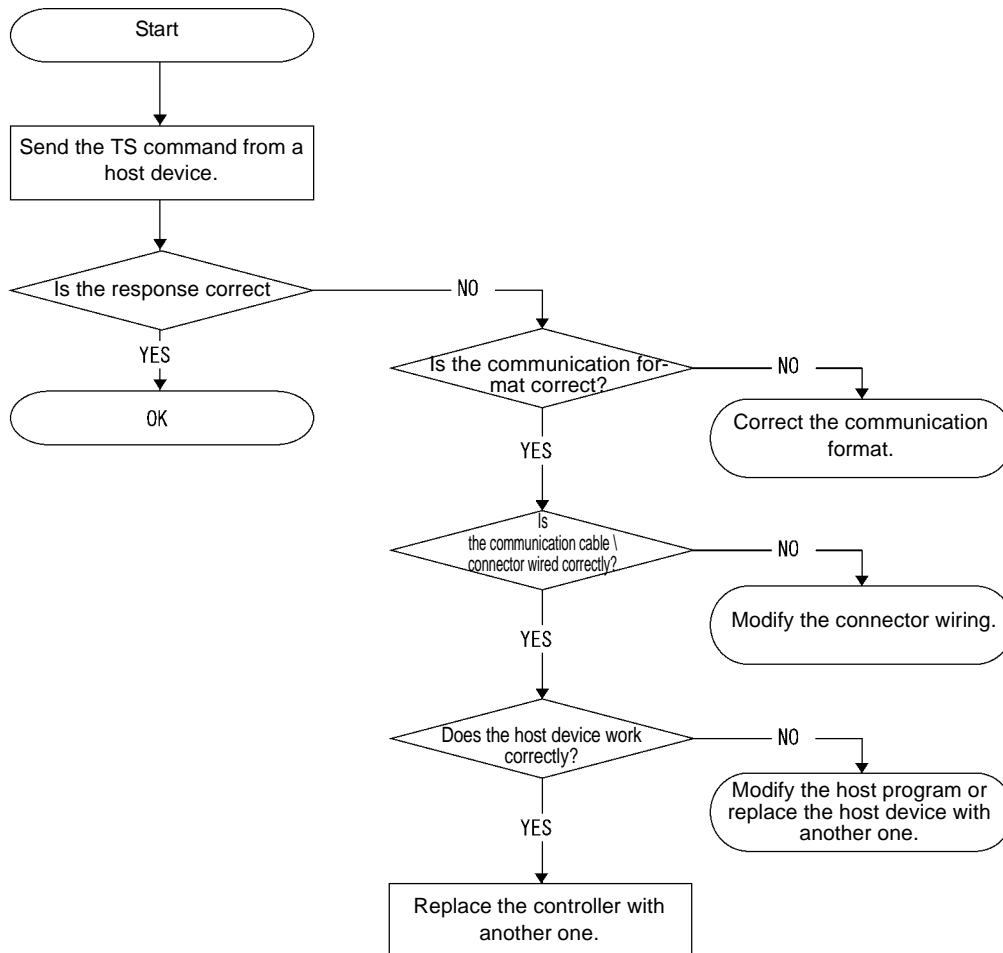 Start
Send the TS command from a
host device.
Is the response correct
NO
YES
OK
Is the communication for-
mat correct?
NO
Correct the communication
format.
YES
Is
the communication cable \
connector wired correctly?
NO
Modify the connector wiring.
YES
Does the host device work
correctly?
NO
Modify the host program or
replace the host device with
another one.
YES
Replace the controller with
another one.